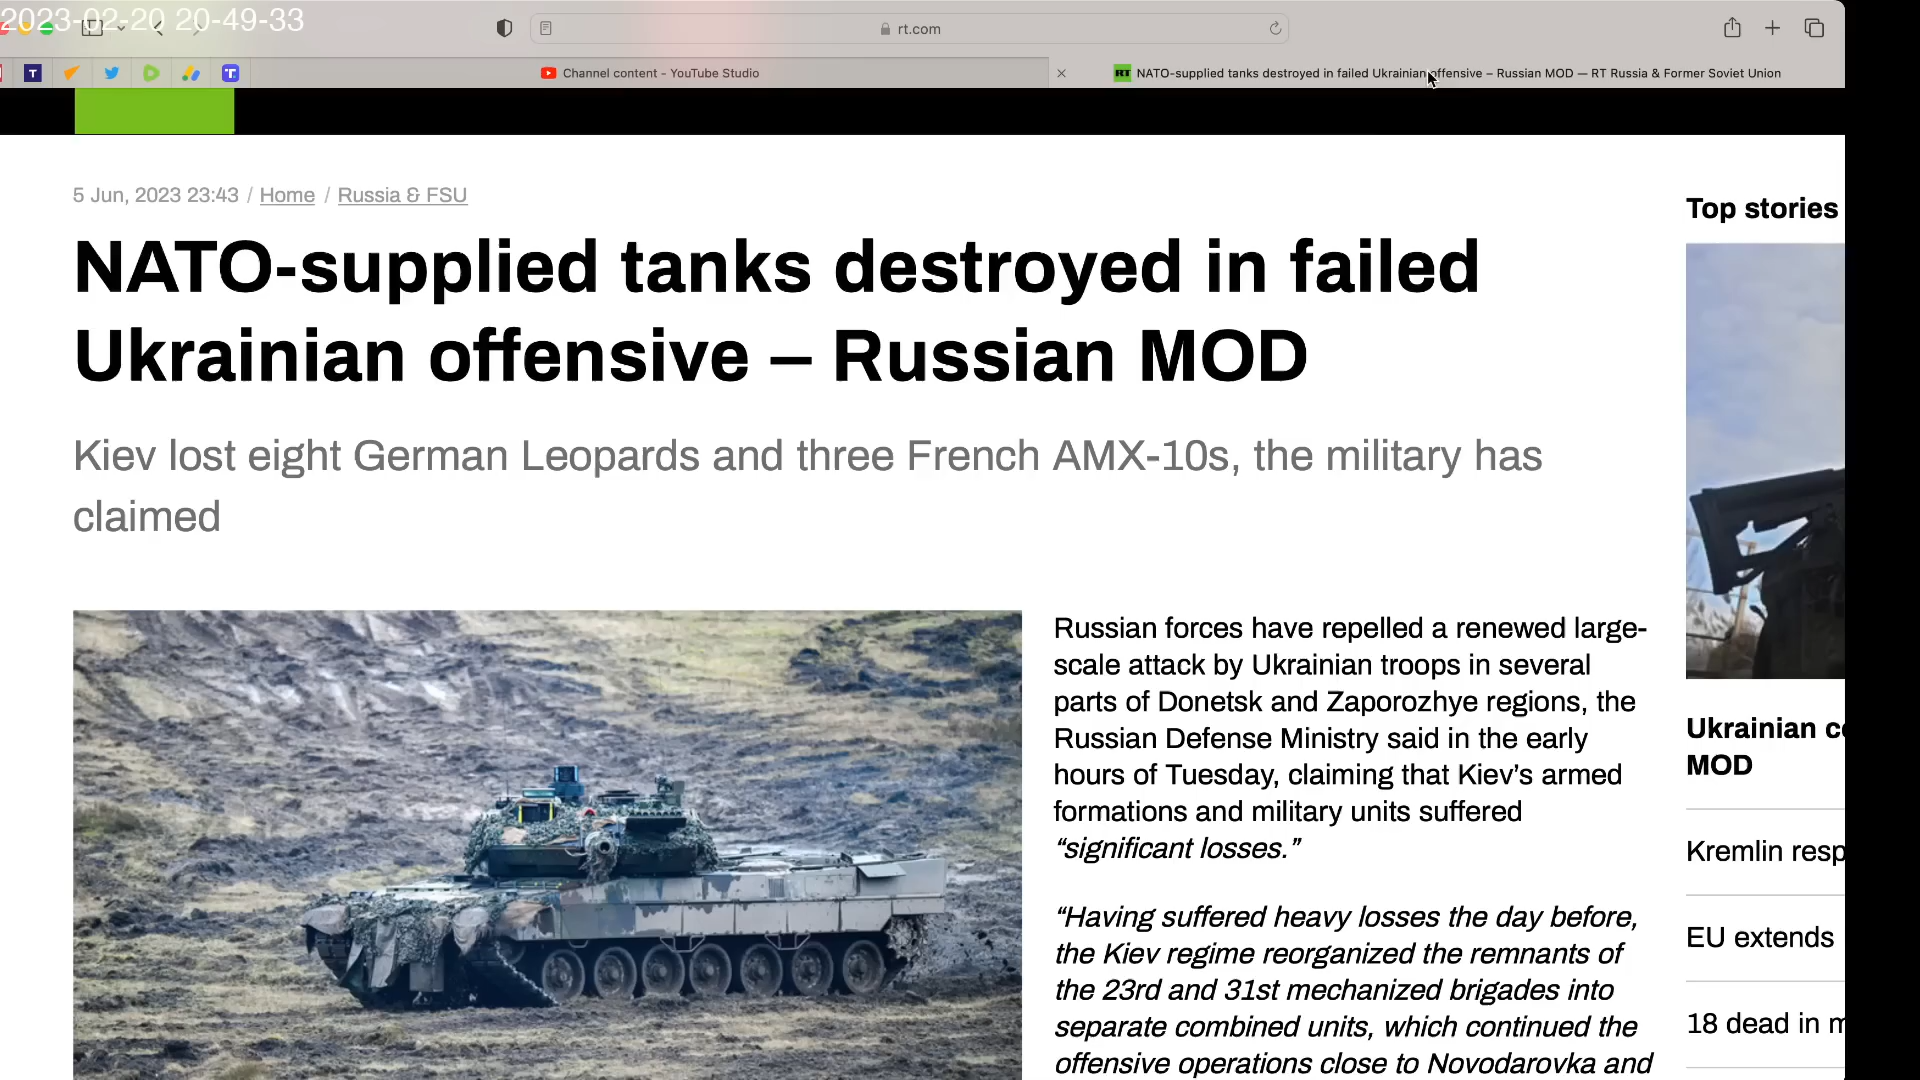 2023-02-20 20-49-33
rt.com
T
T
Channel content - YouTube Studio
RT
NATO-supplied tanks destroyed in failed Ukrainian offensive – Russian MOD — RT Russia & Former Soviet Union
5 Jun, 2023 23:43 / Home / Russia & FSU
NATO-supplied tanks destroyed in failed
Ukrainian offensive – Russian MOD
Kiev lost eight German Leopards and three French AMX-10s, the military has
claimed
Russian forces have repelled a renewed large-
scale attack by Ukrainian troops in several
parts of Donetsk and Zaporozhye regions, the
Russian Defense Ministry said in the early
hours of Tuesday, claiming that Kiev’s armed
formations and military units suffered
“significant losses.”
“Having suffered heavy losses the day before,
the Kiev regime reorganized the remnants of
the 23rd and 31st mechanized brigades into
separate combined units, which continued the
offensive operations close to Novodarovka and
Top stories
Ukrainian
MOD
Kremlin
EU extends
18 dead in